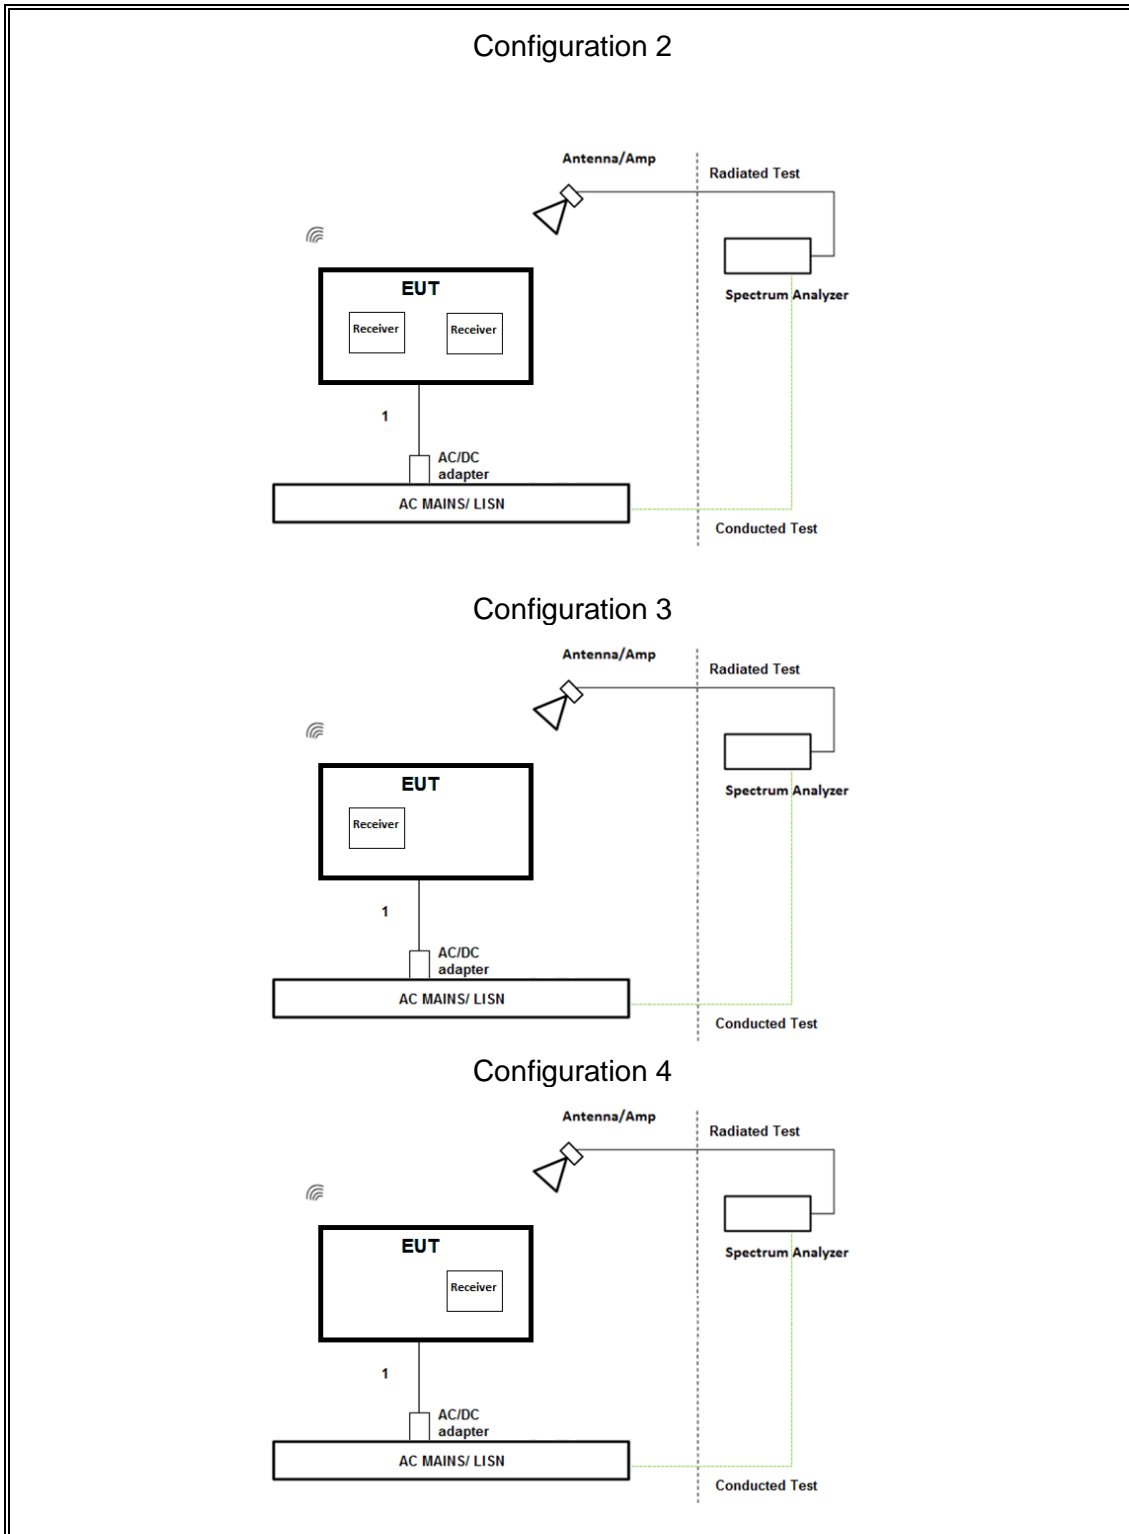 Configuration 2
Antenna/Amp
Radiated Test
EUT
Receiver
Receiver
Spectrum Analyzer
1
AC/DC
adapter
AC MAINS/ LISN
Conducted Test
Configuration 3
Antenna/Amp
Radiated Test
EUT
Receiver
Spectrum Analyzer
1
AC/DC
adapter
AC MAINS/ LISN
Conducted Test
Configuration 4
Antenna/Amp
Radiated Test
EUT
Receiver
Spectrum Analyzer
1
AC/DC
adapter
AC MAINS/ LISN
Conducted Test